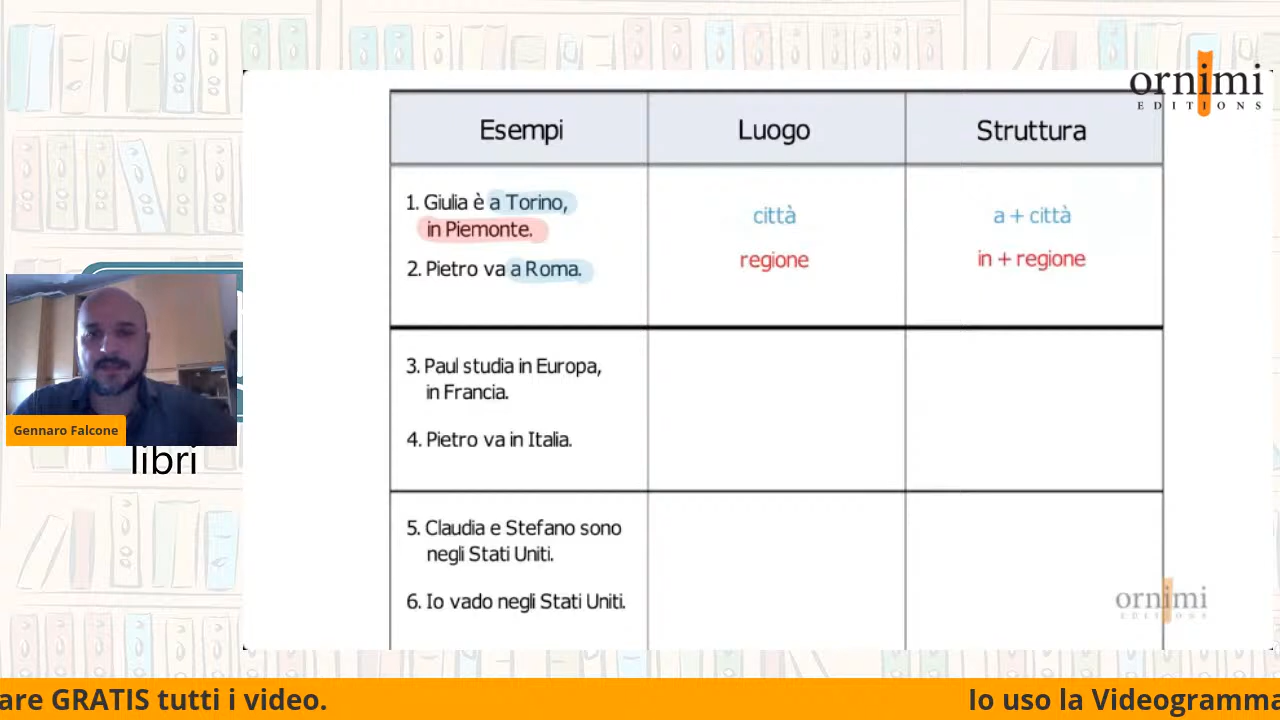 ornimi
EDITIONS
Esempi Luogo Struttura
1. Giulia è a Torino,
in Piemonte.
città a + città
regione in + regione
2. Pietro va a Roma.
3. Paul studia in Europa,
in Francia.
4. Pietro va in Italia.
5. Claudia e Stefano sono
negli Stati Uniti.
6. Io vado negli Stati Uniti.
Gennaro Falcone
libri
ornimi
EDITIONS
are GRATIS tutti i video. Io uso la Videogramma